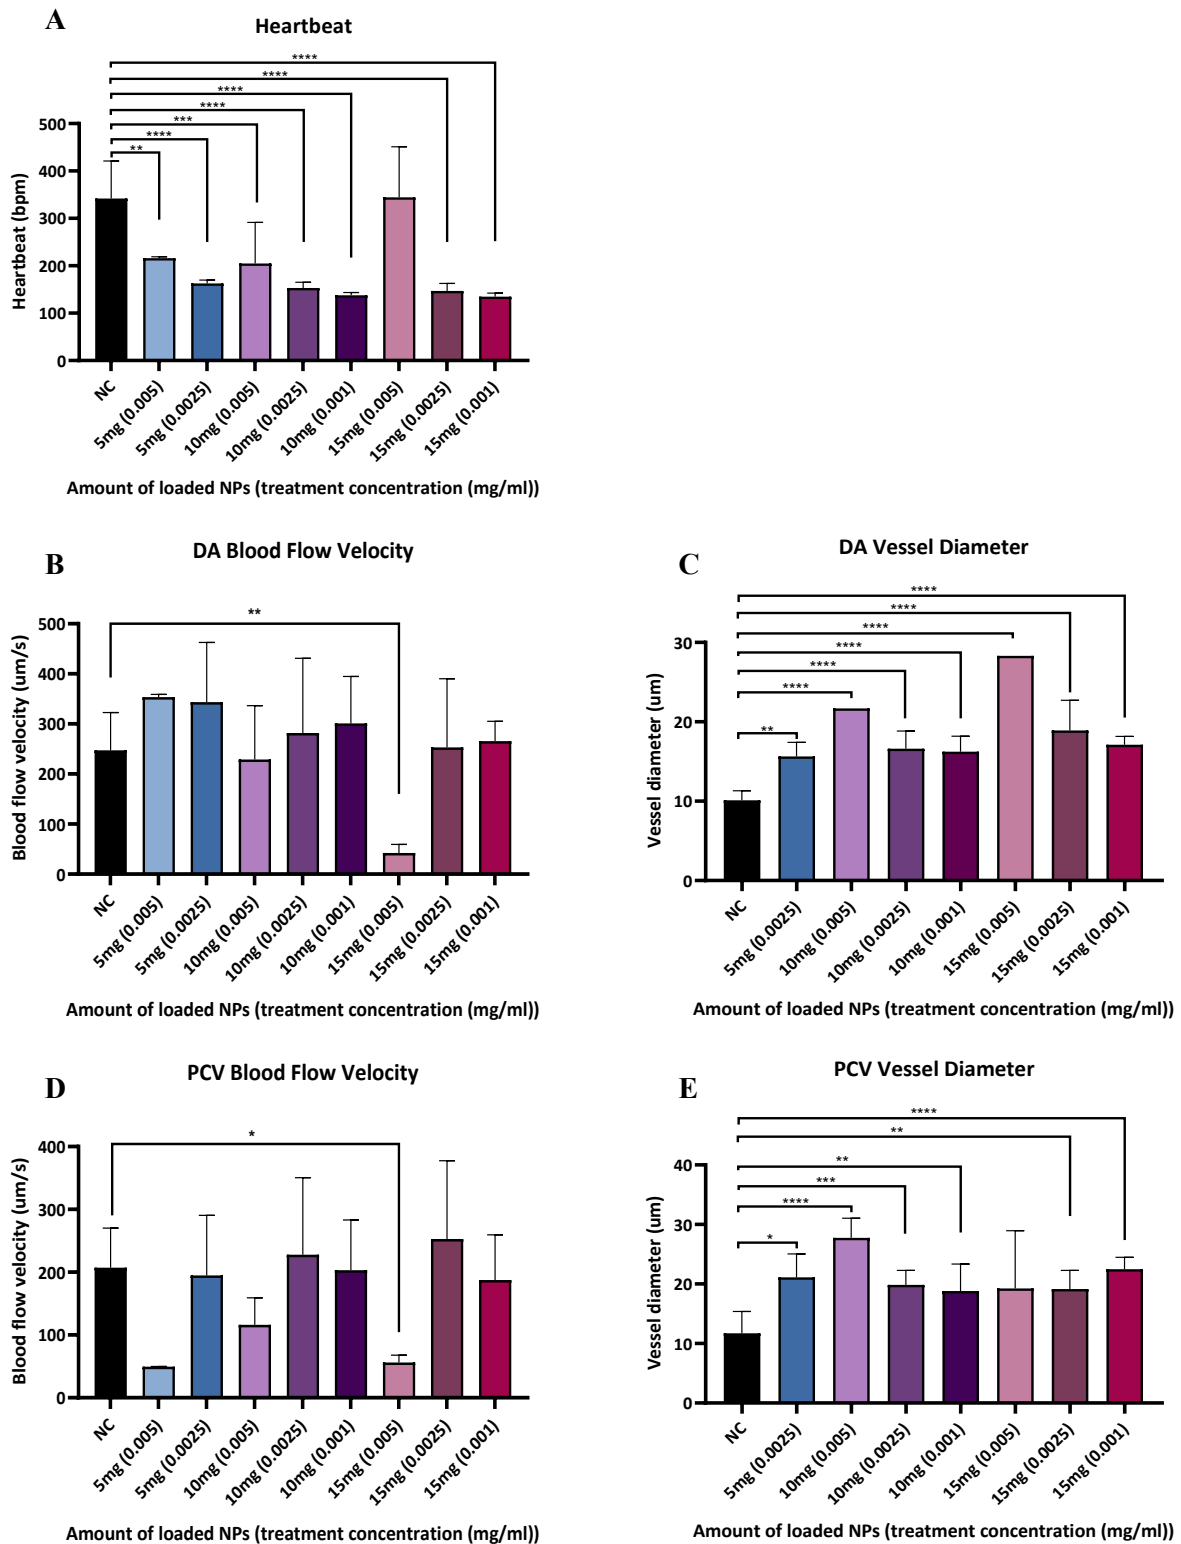 A
Heartbeat
****
****
****
****
***
****
**
500
400
300
200
100
0
Heartbeat (bpm)
NC
5mg (0.005)
5mg (0.0025)
10mg (0.005)
10mg (0.0025)
10mg (0.001)
15mg (0.005)
15mg (0.0025)
15mg (0.001)
Amount of loaded NPs (treatment concentration (mg/ml))
B
DA Blood Flow Velocity
**
500
400
300
200
100
0
Blood flow velocity (um/s)
NC
5mg (0.005)
5mg (0.0025)
10mg (0.005)
10mg (0.0025)
10mg (0.001)
15mg (0.005)
15mg (0.0025)
15mg (0.001)
Amount of loaded NPs (treatment concentration (mg/ml))
C
DA Vessel Diameter
****
****
****
****
****
****
**
30
20
10
0
Vessel diameter (um)
NC
5mg (0.0025)
10mg (0.005)
10mg (0.0025)
10mg (0.001)
15mg (0.005)
15mg (0.0025)
15mg (0.001)
Amount of loaded NPs (treatment concentration (mg/ml))
D
PCV Blood Flow Velocity
*
400
300
200
100
0
Blood flow velocity (um/s)
NC
5mg (0.005)
5mg (0.0025)
10mg (0.005)
10mg (0.0025)
10mg (0.001)
15mg (0.005)
15mg (0.0025)
15mg (0.001)
Amount of loaded NPs (treatment concentration (mg/ml))
E
PCV Vessel Diameter
****
**
**
***
****
*
40
30
20
10
0
Vessel diameter (um)
NC
5mg (0.0025)
10mg (0.005)
10mg (0.0025)
10mg (0.001)
15mg (0.005)
15mg (0.0025)
15mg (0.001)
Amount of loaded NPs (treatment concentration (mg/ml))